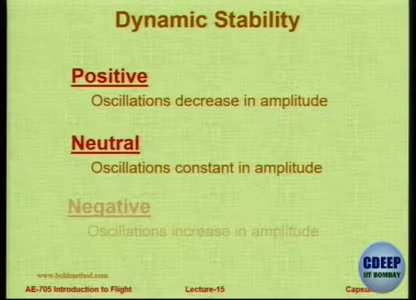 Dynamic Stability
Positive
Oscillations decrease in amplitude
Neutral
Oscillations constant in amplitude
Negative
Oscillations increase in amplitude
www.boldmethod.com
AE-705 Introduction to Flight
Lecture-15
CDEEP
IIT BOMBAY